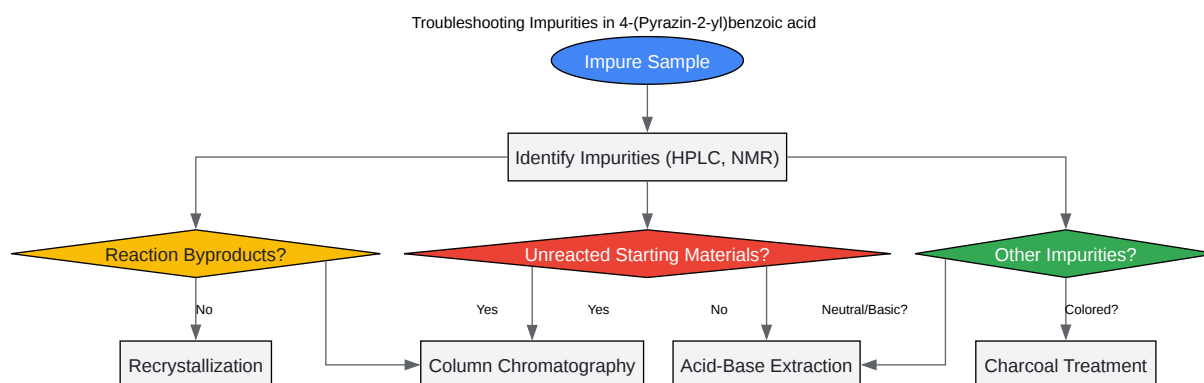 Troubleshooting Impurities in 4-(Pyrazin-2-yl)benzoic acid
Impure Sample
Identify Impurities (HPLC, NMR)
Reaction Byproducts?
Unreacted Starting Materials?
Other Impurities?
No
Yes
Yes
No
Neutral/Basic?
Colored?
Recrystallization
Column Chromatography
Acid-Base Extraction
Charcoal Treatment